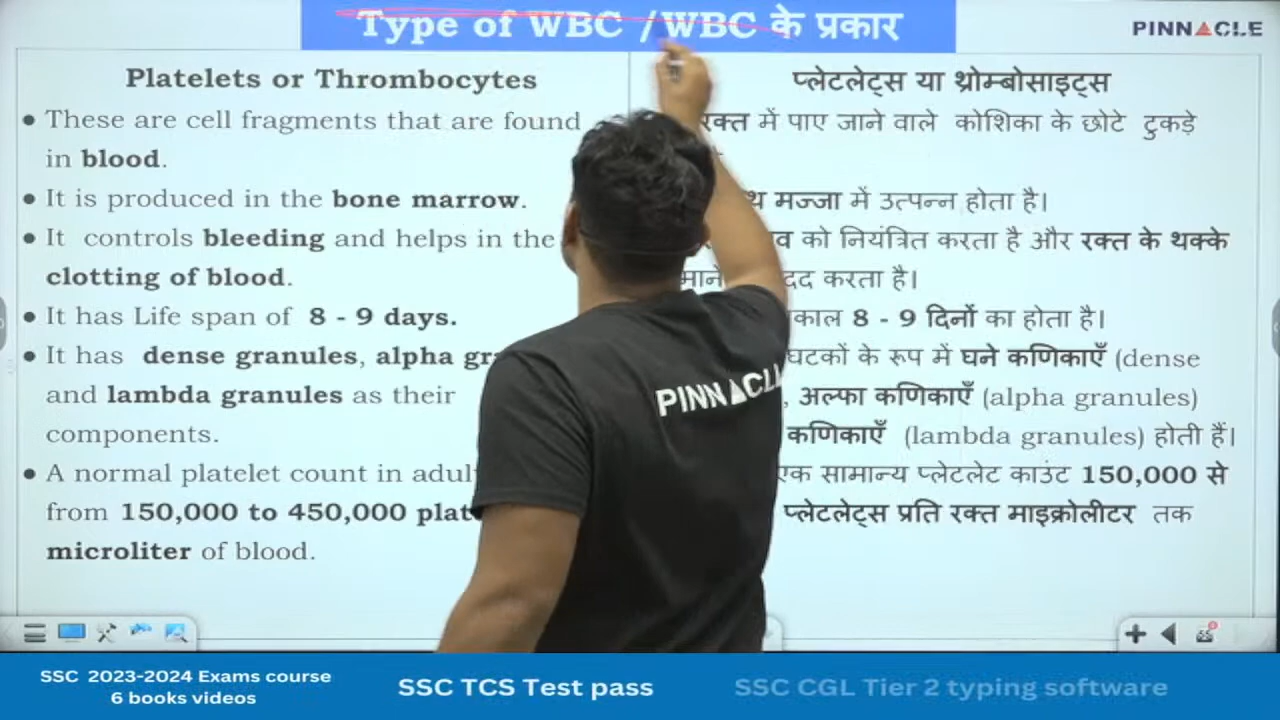 Type of WBC /WBC के प्रकार
PINNACLE
Platelets or Thrombocytes
• These are cell fragments that are found
in blood.
• It is produced in the bone marrow.
• It controls bleeding and helps in the
clotting of blood.
• It has Life span of 8 - 9 days.
• It has dense granules, alpha
and lambda granules as their
components.
• A normal platelet count in
from 150,000 to 450,000
microliter of blood.
प्लेटलेट्स या थ्रोम्बोसाइट्स
रक्त में पाए जाने वाले कोशिका के छोटे टुकड़े
मज्जा में उत्पन्न होता है।
को नियंत्रित करता है और रक्त के थक्के
करता है।
8 - 9 दिनों का होता है।
के रूप में घने कणिकाएँ (dense
, अल्फा कणिकाएँ (alpha granules)
कणिकाएँ (lambda granules) होती हैं।
सामान्य प्लेटलेट काउंट 150,000 से
प्लेटलेट्स प्रति रक्त माइक्रोलीटर तक
PINNACLE
SSC 2023-2024 Exams course
6 books videos
SSC TCS Test pass
SSC CGL Tier 2 typing software